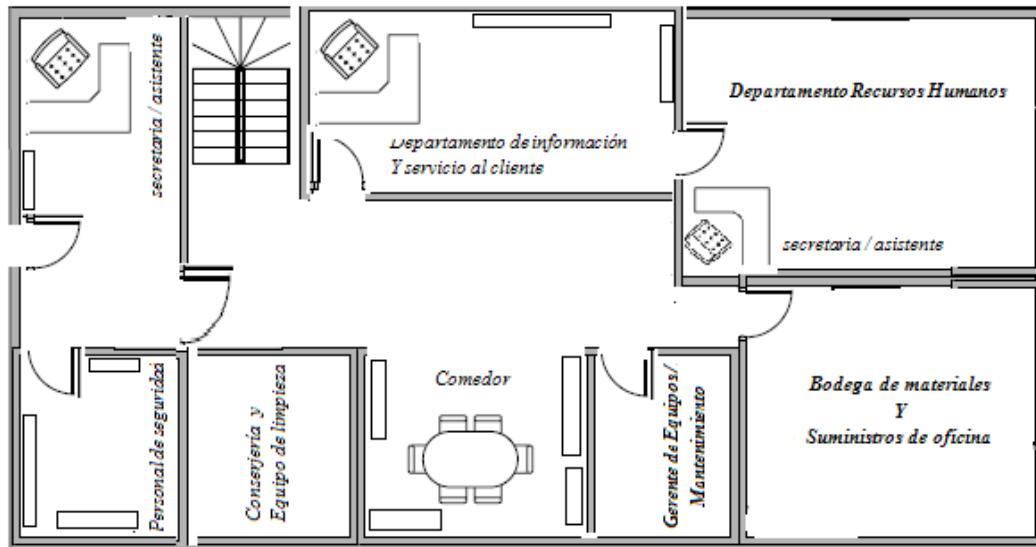 secretaria / asistente
Departamento de información
Y servicio al cliente
Departamento Recursos Humanos
secretaria / asistente
Personal de seguridad
Conserjería y
Equipo de limpieza
Comedor
Gerente de Equipos/
Mantenimiento
Bodega de materiales
Y
Suministros de oficina